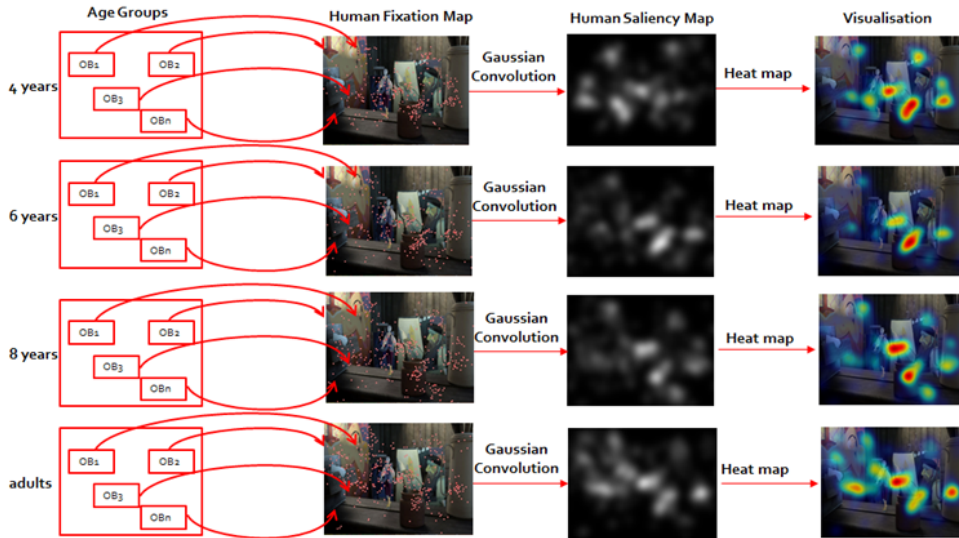 Age Groups
Human Fixation Map
Human Saliency Map
Visualisation
4 years
OB1
OB2
OB3
OBn
Gaussian
Convolution
Heat map
6 years
OB1
OB2
OB3
OBn
Gaussian
Convolution
Heat map
8 years
OB1
OB2
OB3
OBn
Gaussian
Convolution
Heat map
adults
OB1
OB2
OB3
OBn
Gaussian
Convolution
Heat map